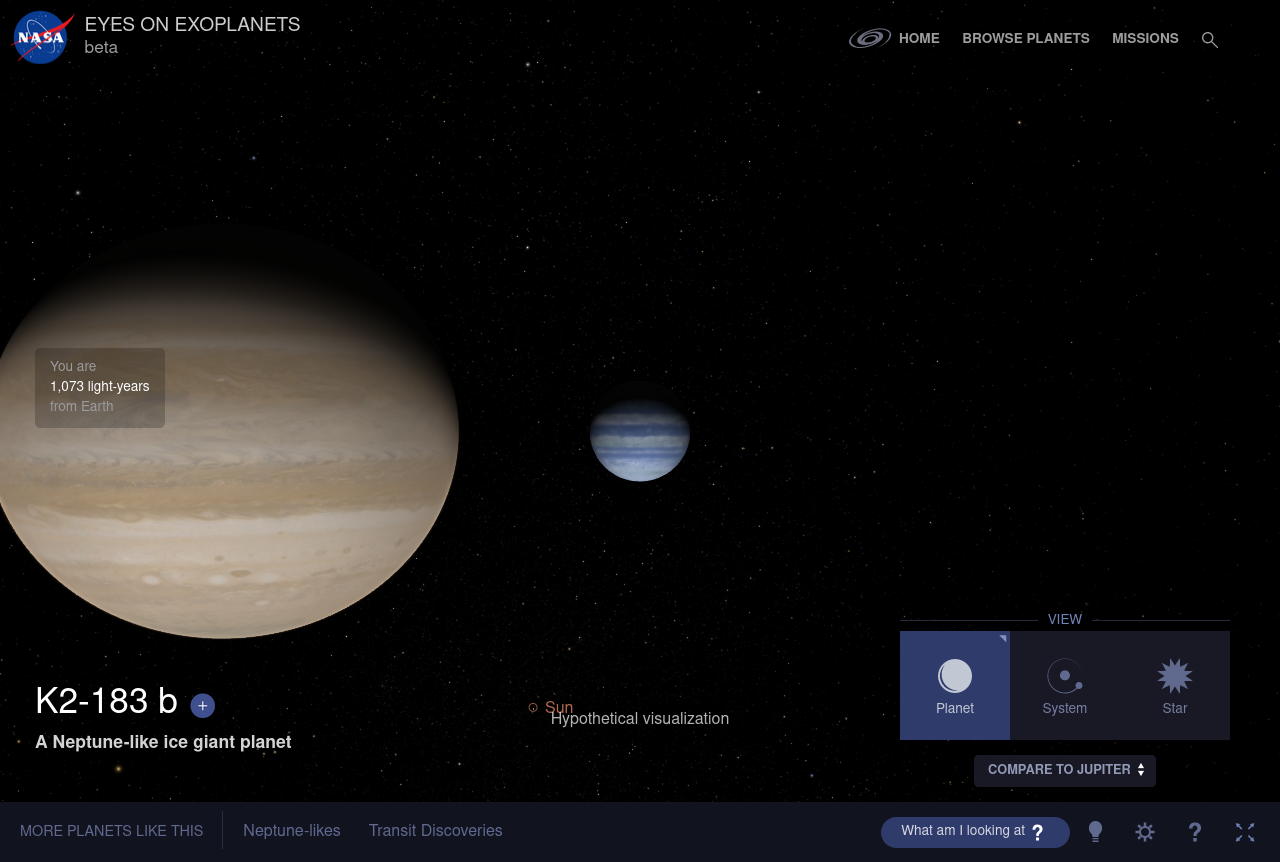 NASA
EYES ON EXOPLANETS
beta
HOME
BROWSE PLANETS
MISSIONS
You are
1,073 light-years
from Earth
K2-183 b
A Neptune-like ice giant planet
Sun
Hypothetical visualization
VIEW
Planet
System
Star
COMPARE TO JUPITER
MORE PLANETS LIKE THIS
Neptune-likes
Transit Discoveries
What am I looking at ?
?